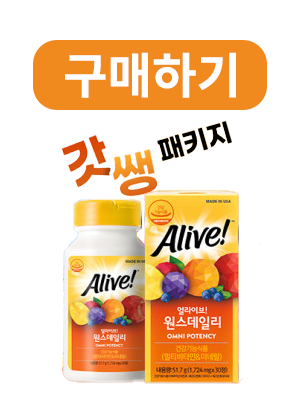 구매하기
갓쌩 패키지
MADE IN USA
Alive!
얼라이브!
원스데일리
OMNI POTENCY
건강기능식품
(멀티비타민&미네랄)
내용량 51.7 g(1,724 mg x 30정)
MADE IN
Alive!
얼라이브!
원스데일리
OMNI POTENCY